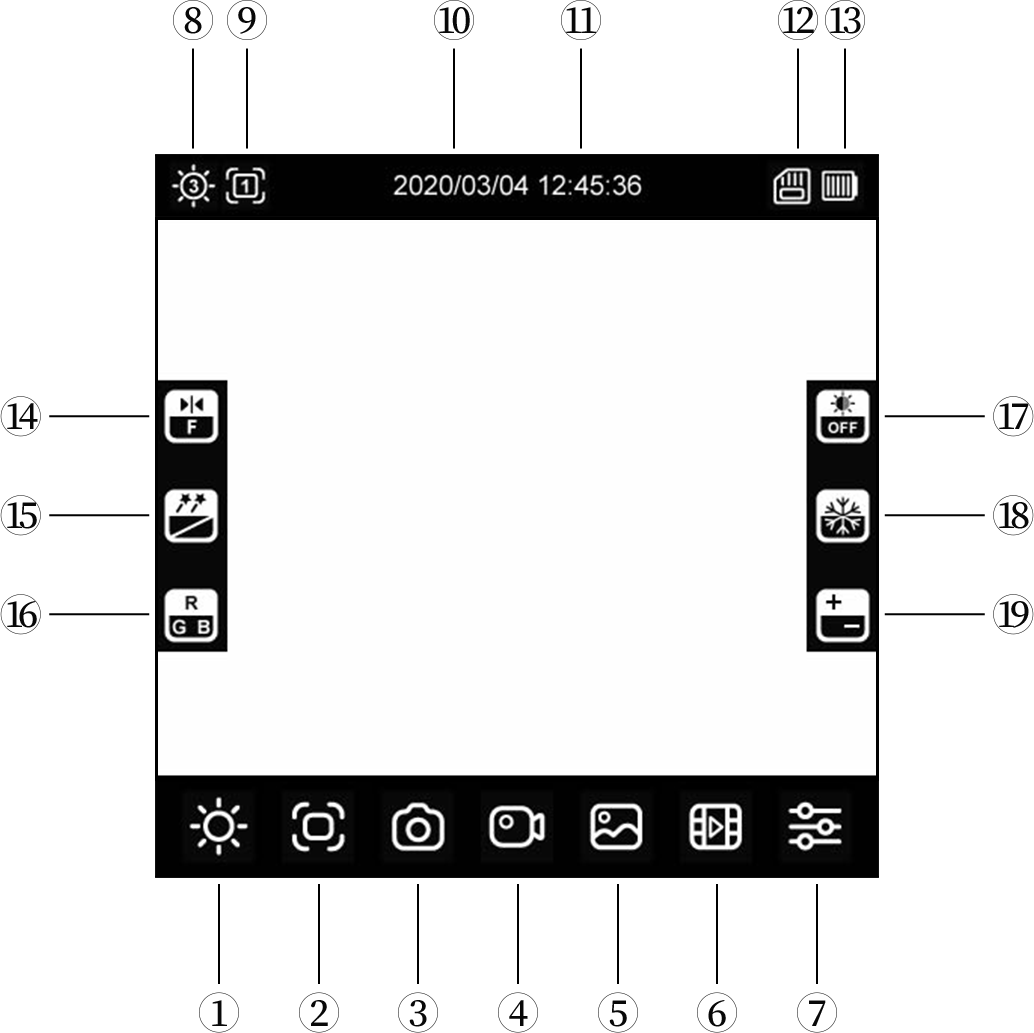 ⑧ ⑨ ⑩ ⑪ ⑫ ⑬
3 1 2020/03/04 12:45:36
⑭ F OFF ⑰
⑮ ⑱
⑯ R + ⑲
G B −
① ② ③ ④ ⑤ ⑥ ⑦